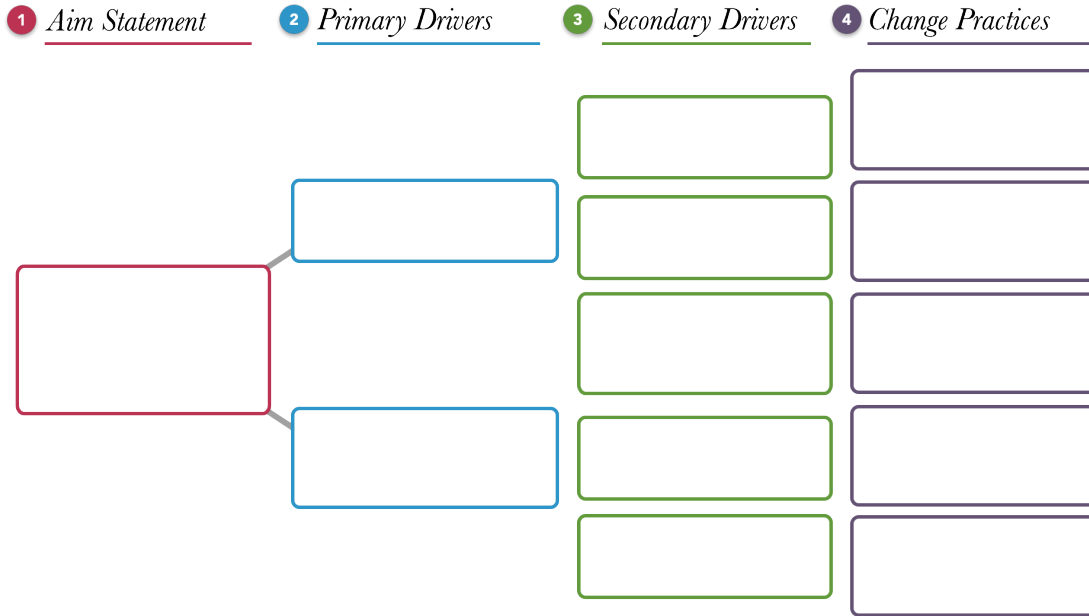 1 Aim Statement
2 Primary Drivers
3 Secondary Drivers
4 Change Practices